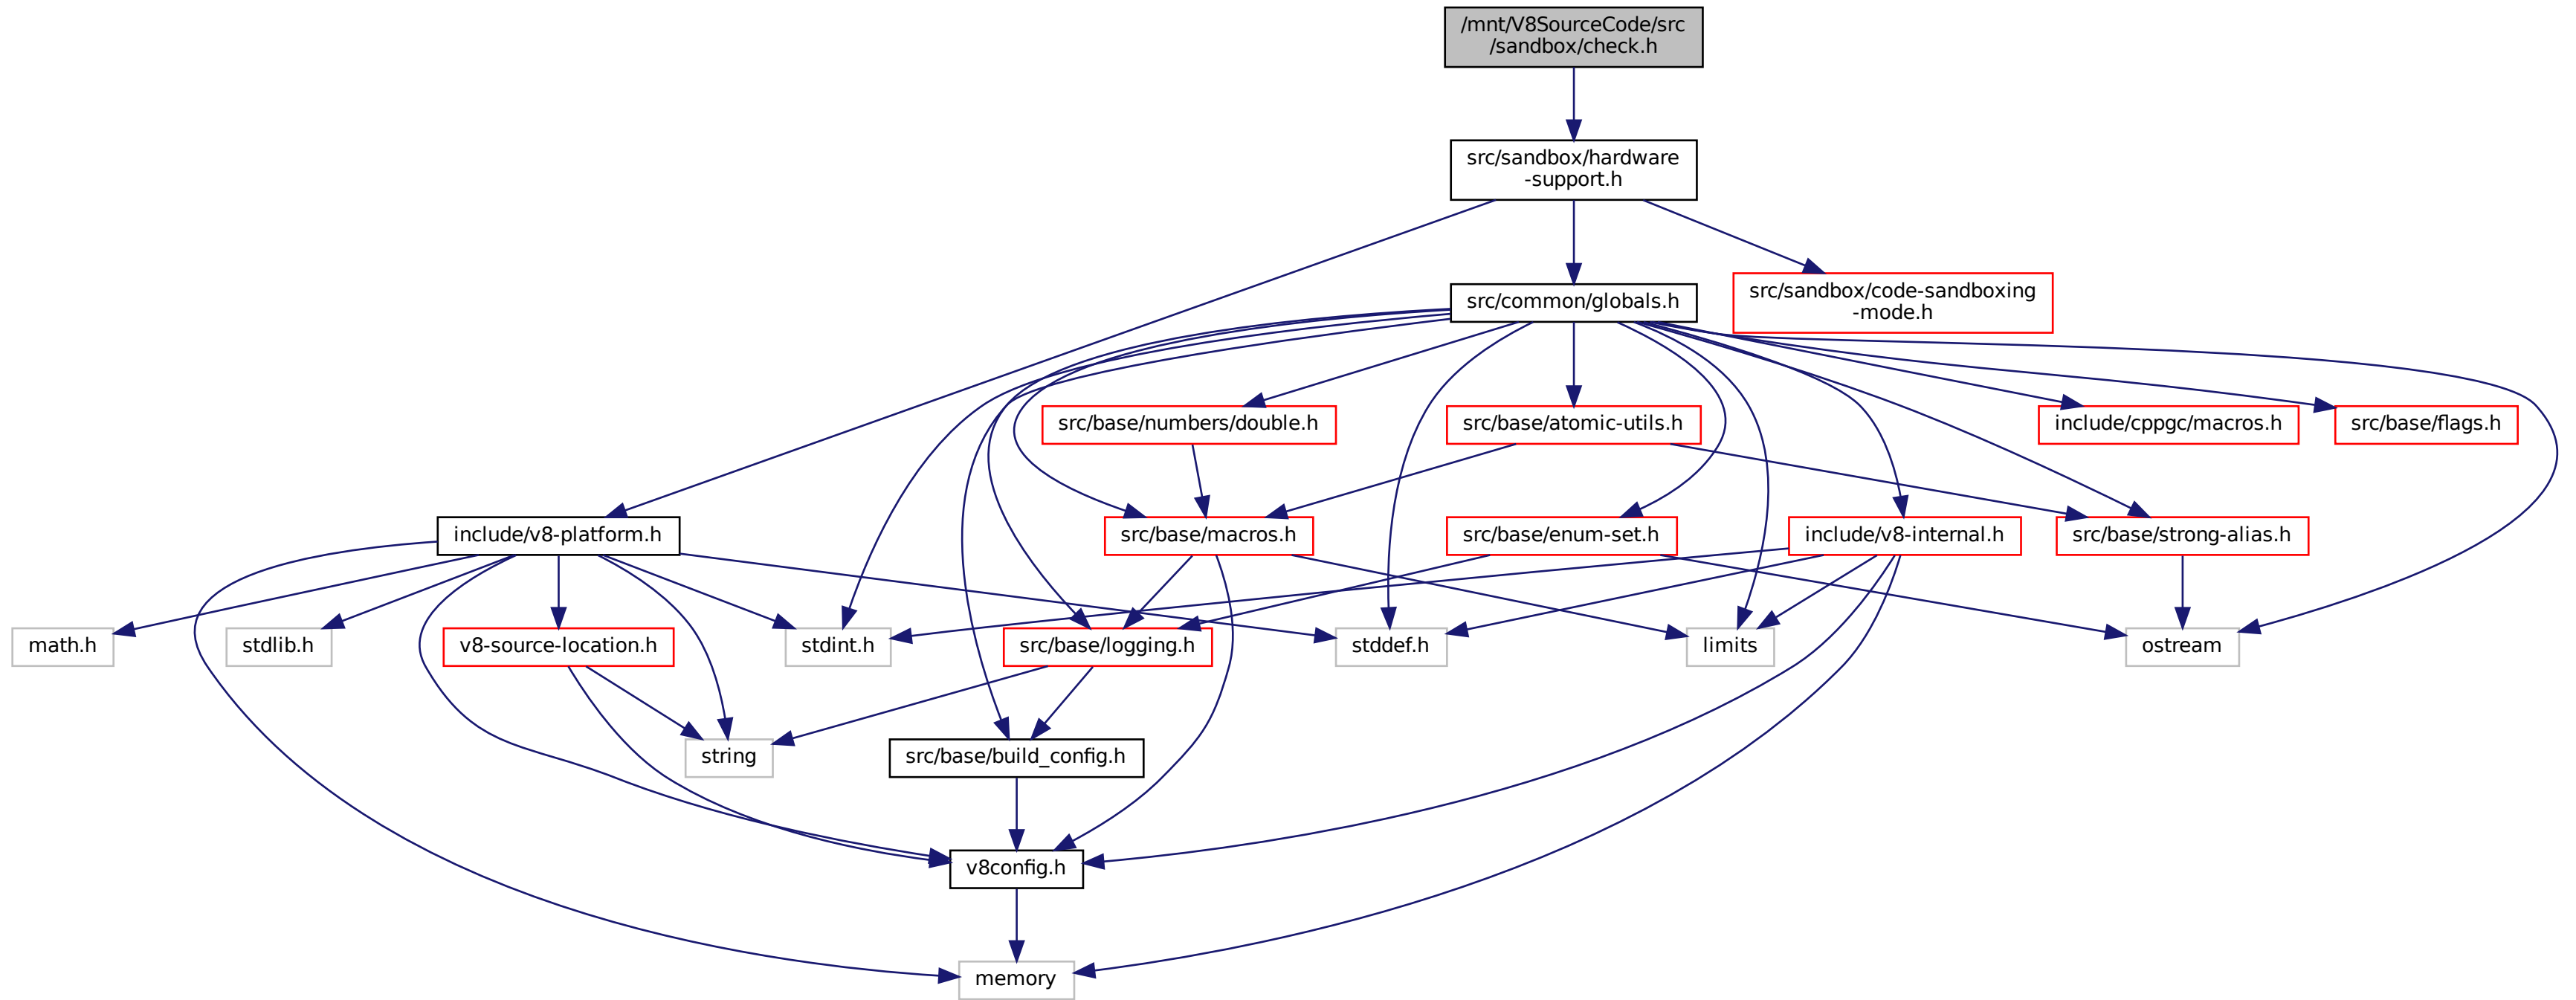 /mnt/V8SourceCode/src
/sandbox/check.h
src/sandbox/hardware
-support.h
src/common/globals.h
src/sandbox/code-sandboxing
-mode.h
src/base/numbers/double.h
src/base/atomic-utils.h
include/cppgc/macros.h
src/base/flags.h
include/v8-platform.h
src/base/macros.h
src/base/enum-set.h
include/v8-internal.h
src/base/strong-alias.h
math.h
stdlib.h
v8-source-location.h
stdint.h
src/base/logging.h
stddef.h
limits
ostream
string
src/base/build_config.h
v8config.h
memory